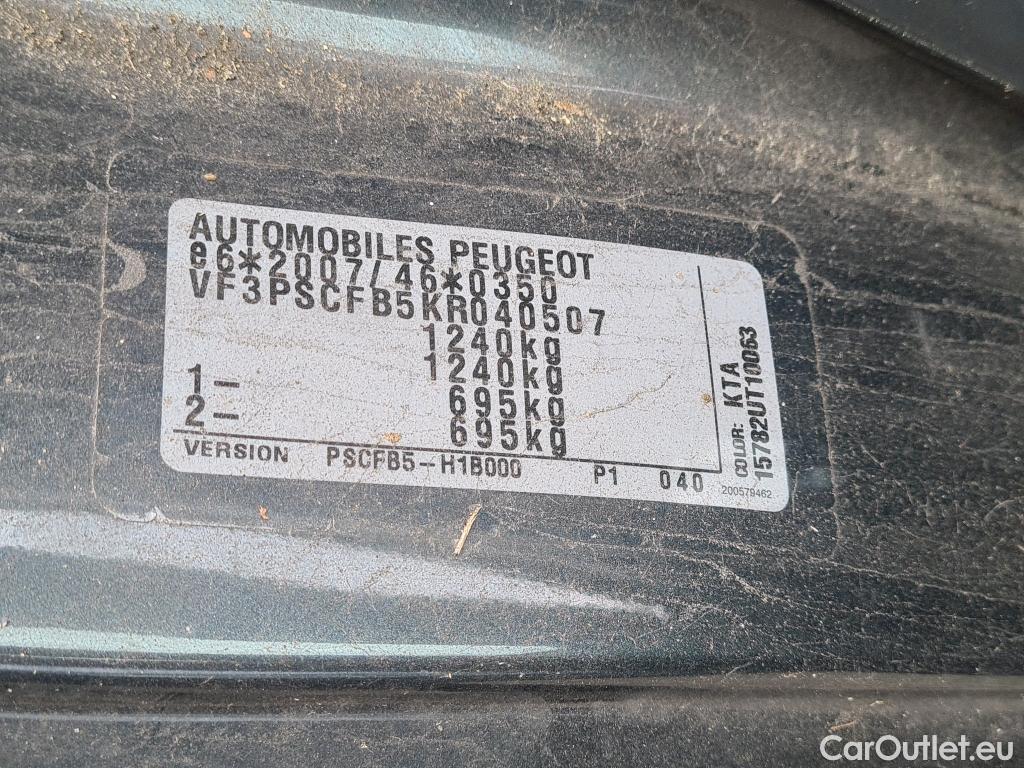 AUTOMOBILES PEUGEOT
e6*2007/46*0350
VF3PSCFB5KR040507
1240kg
1240kg
1- 695kg
2- 695kg
VERSION PSCFB5-H1B000 P1 040
COLOR: KTA
15782UT10063
200579462
CarOutlet.eu